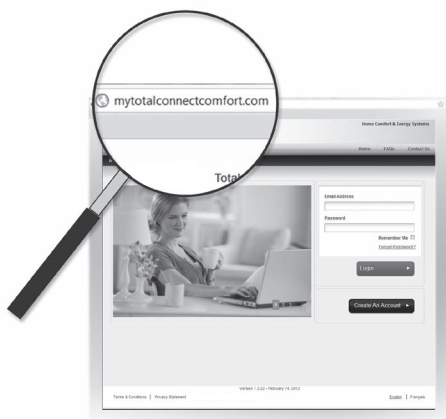 mytotalconnectcomfort.com
Home Comfort & Energy Systems
Home FAQs Contact Us
Total
Email Address
Password
Remember Me
Forgot Password?
Login
Create An Account
Version 1.2.22 - February 14, 2012
Terms & Conditions | Privacy Statement
English | Français